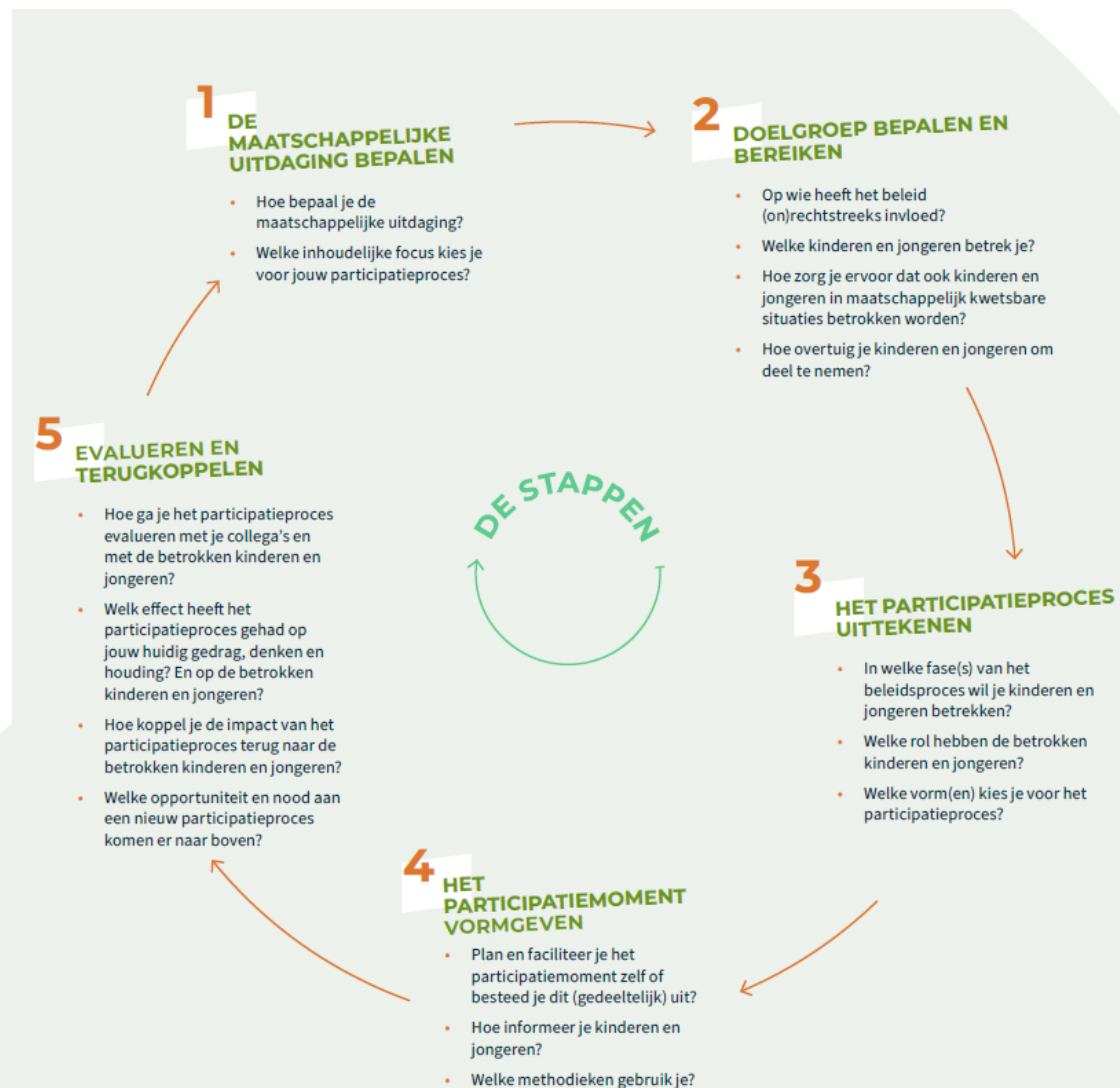 1
DE
MAATSCHAPPELIJKE
UITDAGING BEPALEN
• Hoe bepaal je de
maatschappelijke uitdaging?
• Welke inhoudelijke focus kies je
voor jouw participatieproces?
2
DOELGROEP BEPALEN EN
BEREIKEN
• Op wie heeft het beleid
(on)rechtstreeks invloed?
• Welke kinderen en jongeren betrek je?
• Hoe zorg je ervoor dat ook kinderen en
jongeren in maatschappelijk kwetsbare
situaties betrokken worden?
• Hoe overtuig je kinderen en jongeren om
deel te nemen?
DE STAPPEN
3
HET PARTICIPATIEPROCES
UITTEKENEN
• In welke fase(s) van het
beleidsproces wil je kinderen en
jongeren betrekken?
• Welke rol hebben de betrokken
kinderen en jongeren?
• Welke vorm(en) kies je voor het
participatieproces?
4
HET
PARTICIPATIEMOMENT
VORMGEVEN
• Plan en faciliteer je het
participatiemoment zelf of
besteed je dit (gedeeltelijk) uit?
• Hoe informeer je kinderen en
jongeren?
• Welke methodieken gebruik je?
5
EVALUEREN EN
TERUGKOPPELEN
• Hoe ga je het participatieproces
evalueren met je collega's en
met de betrokken kinderen en
jongeren?
• Welk effect heeft het
participatieproces gehad op
jouw huidig gedrag, denken en
houding? En op de betrokken
kinderen en jongeren?
• Hoe koppel je de impact van het
participatieproces terug naar de
betrokken kinderen en jongeren?
• Welke opportuniteit en nood aan
een nieuw participatieproces
komen er naar boven?